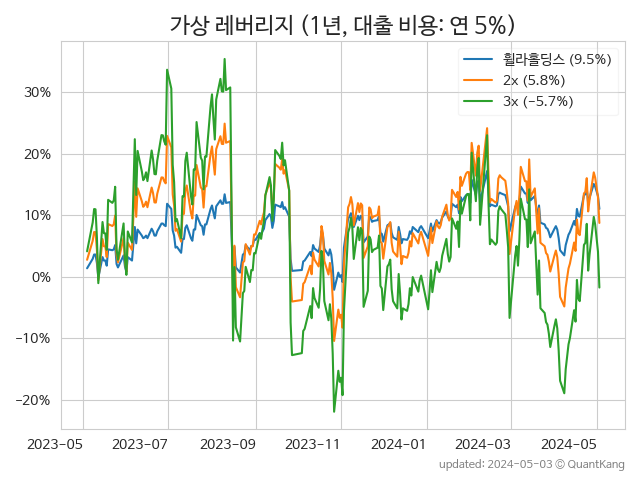 가상 레버리지 (1년, 대출 비용: 연 5%)
휠라홀딩스 (9.5%)
2x (5.8%)
3x (−5.7%)
30%
20%
10%
0%
−10%
−20%
2023-05
2023-07
2023-09
2023-11
2024-01
2024-03
2024-05
updated: 2024-05-03 © QuantKang